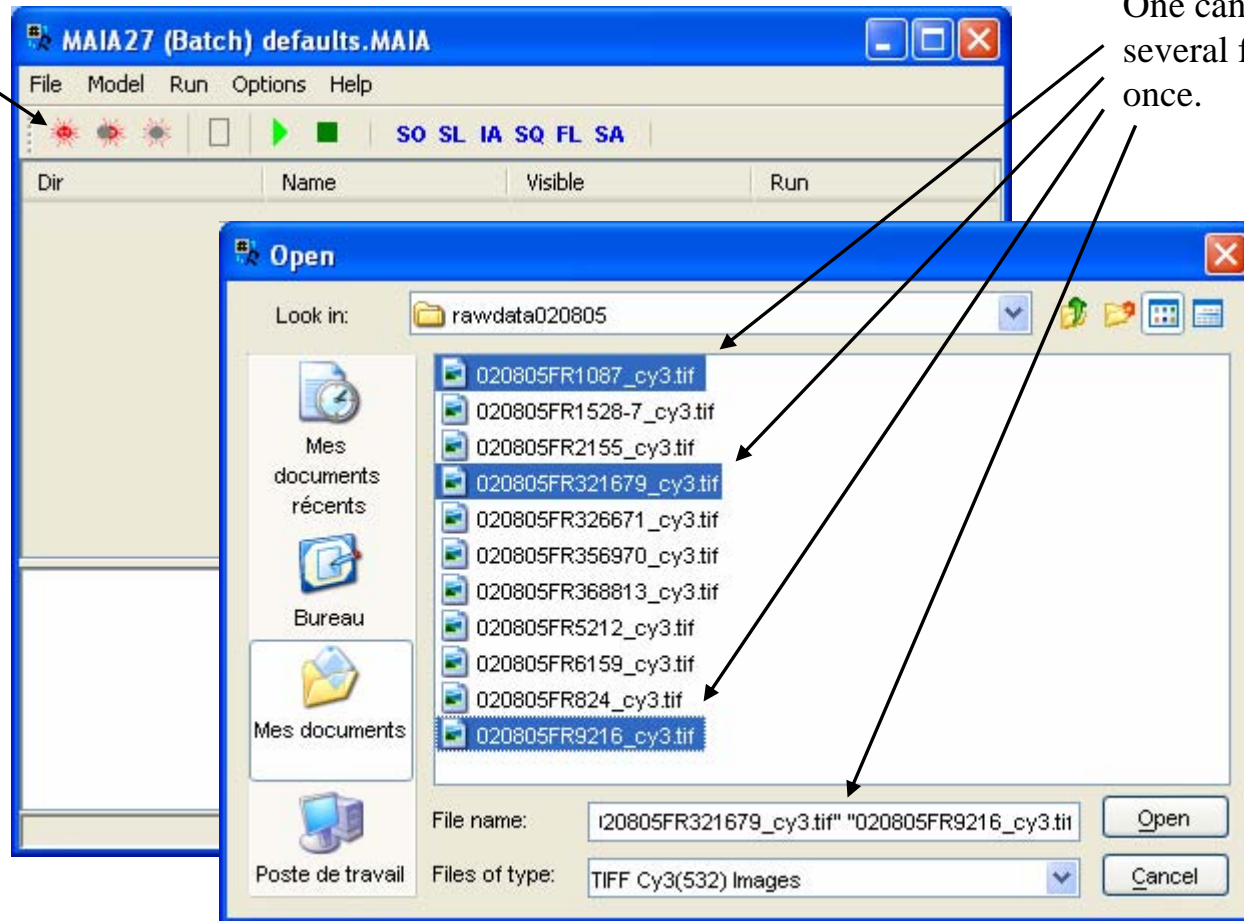 One can
several f
once.
MAIA27 (Batch) defaults.MAIA
File Model Run Options Help
SO SL IA SQ FL SA
Dir Name Visible Run
Open
Look in: rawdata020805
020805FR1087_cy3.tif
020805FR1528-7_cy3.tif
020805FR2155_cy3.tif
020805FR321679_cy3.tif
020805FR326671_cy3.tif
020805FR356970_cy3.tif
020805FR368813_cy3.tif
020805FR5212_cy3.tif
020805FR6159_cy3.tif
020805FR824_cy3.tif
020805FR9216_cy3.tif
Mes
documents
récents
Bureau
Mes documents
Poste de travail
File name: 020805FR321679_cy3.tif" "020805FR9216_cy3.tif
Open
Files of type: TIFF Cy3(532) Images
Cancel